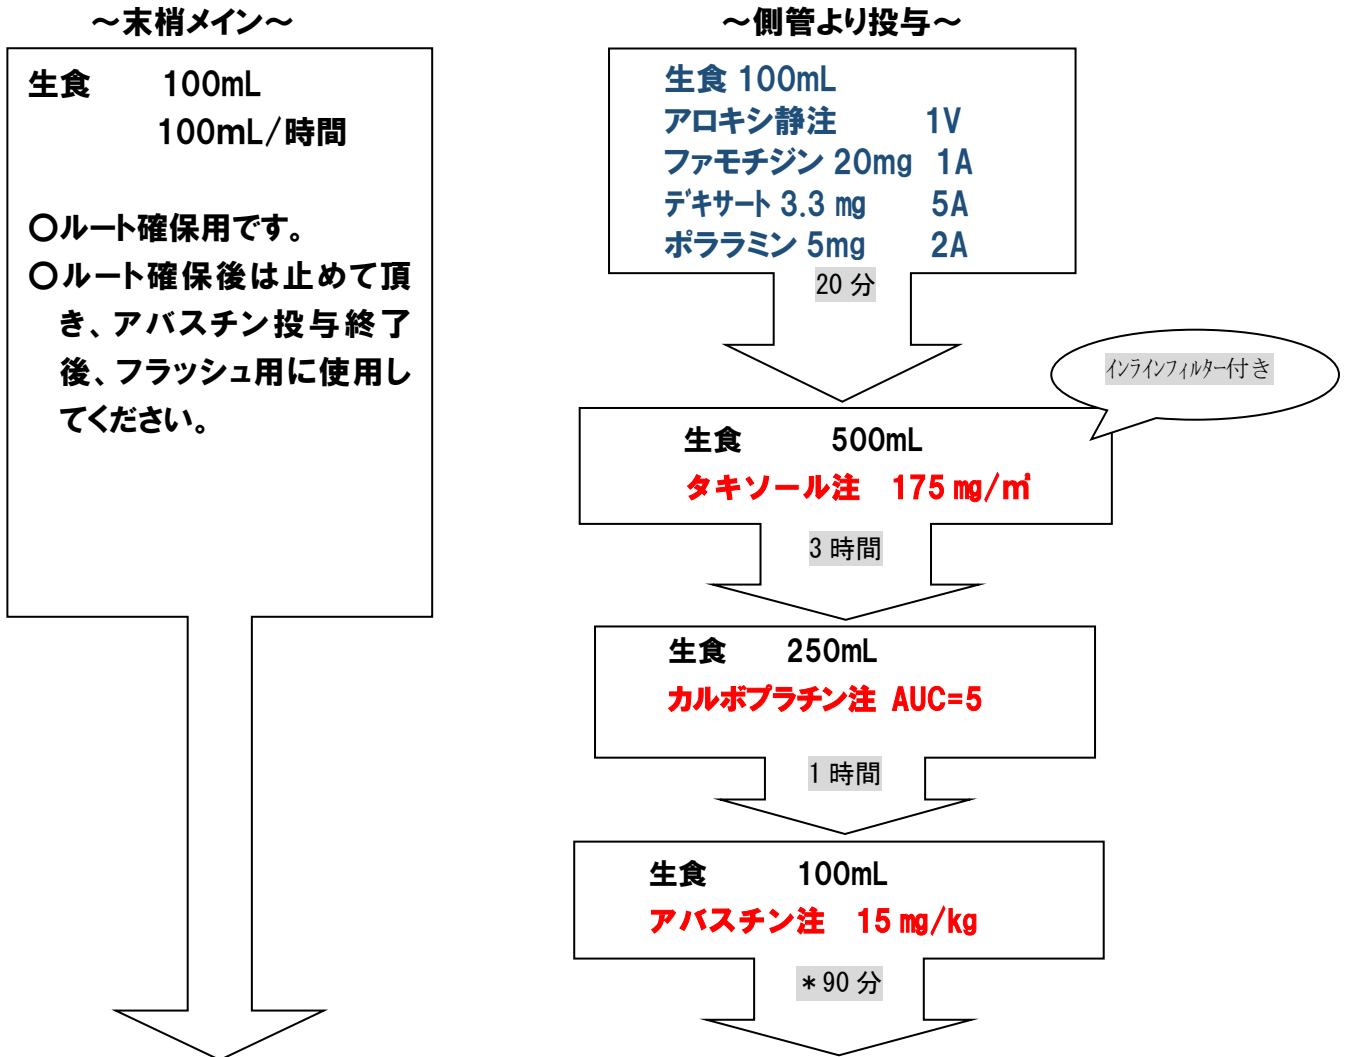 ～末梢メイン～
生食 100mL
100mL/時間
○ルート確保用です。
○ルート確保後は止めて頂
き、アバスチン投与終了
後、フラッシュ用に使用し
てください。
～側管より投与～
生食 100mL
アロキシ静注 1V
ファモチジン 20mg 1A
デキサート 3.3 ㎎ 5A
ポララミン 5mg 2A
20 分
インラインフィルター付き
生食 500mL
タキソール注 175 ㎎/㎡
3 時間
生食 250mL
カルボプラチン注 AUC=5
1 時間
生食 100mL
アバスチン注 15 ㎎/kg
＊90 分